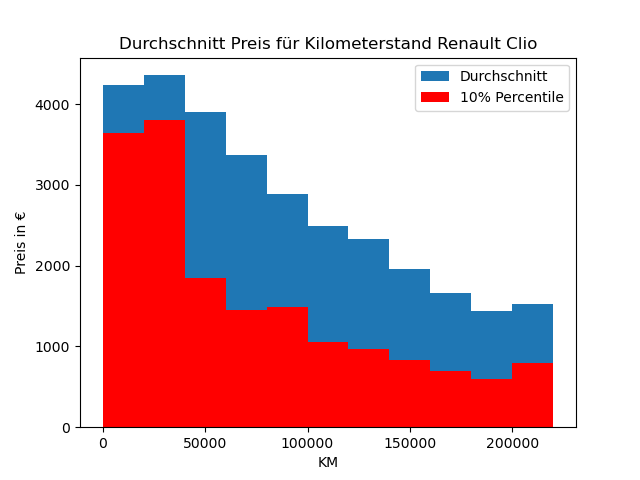 Durchschnitt Preis für Kilometerstand Renault Clio
Durchschnitt
10% Percentile
4000
3000
2000
1000
0
Preis in €
0 50000 100000 150000 200000
KM